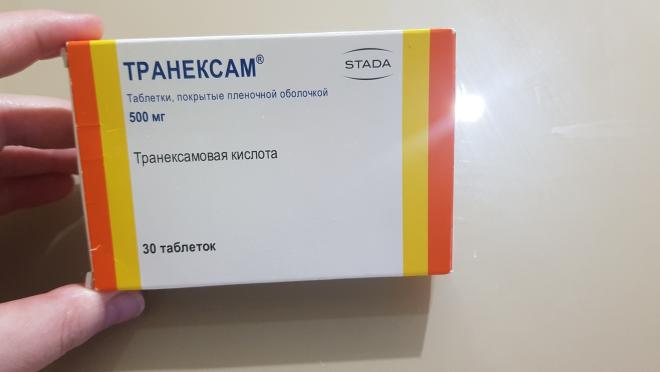 ТРАНЕКСАМ®
STADA
Таблетки, покрытые пленочной оболочкой
500 мг
Транексамовая кислота
30 таблеток